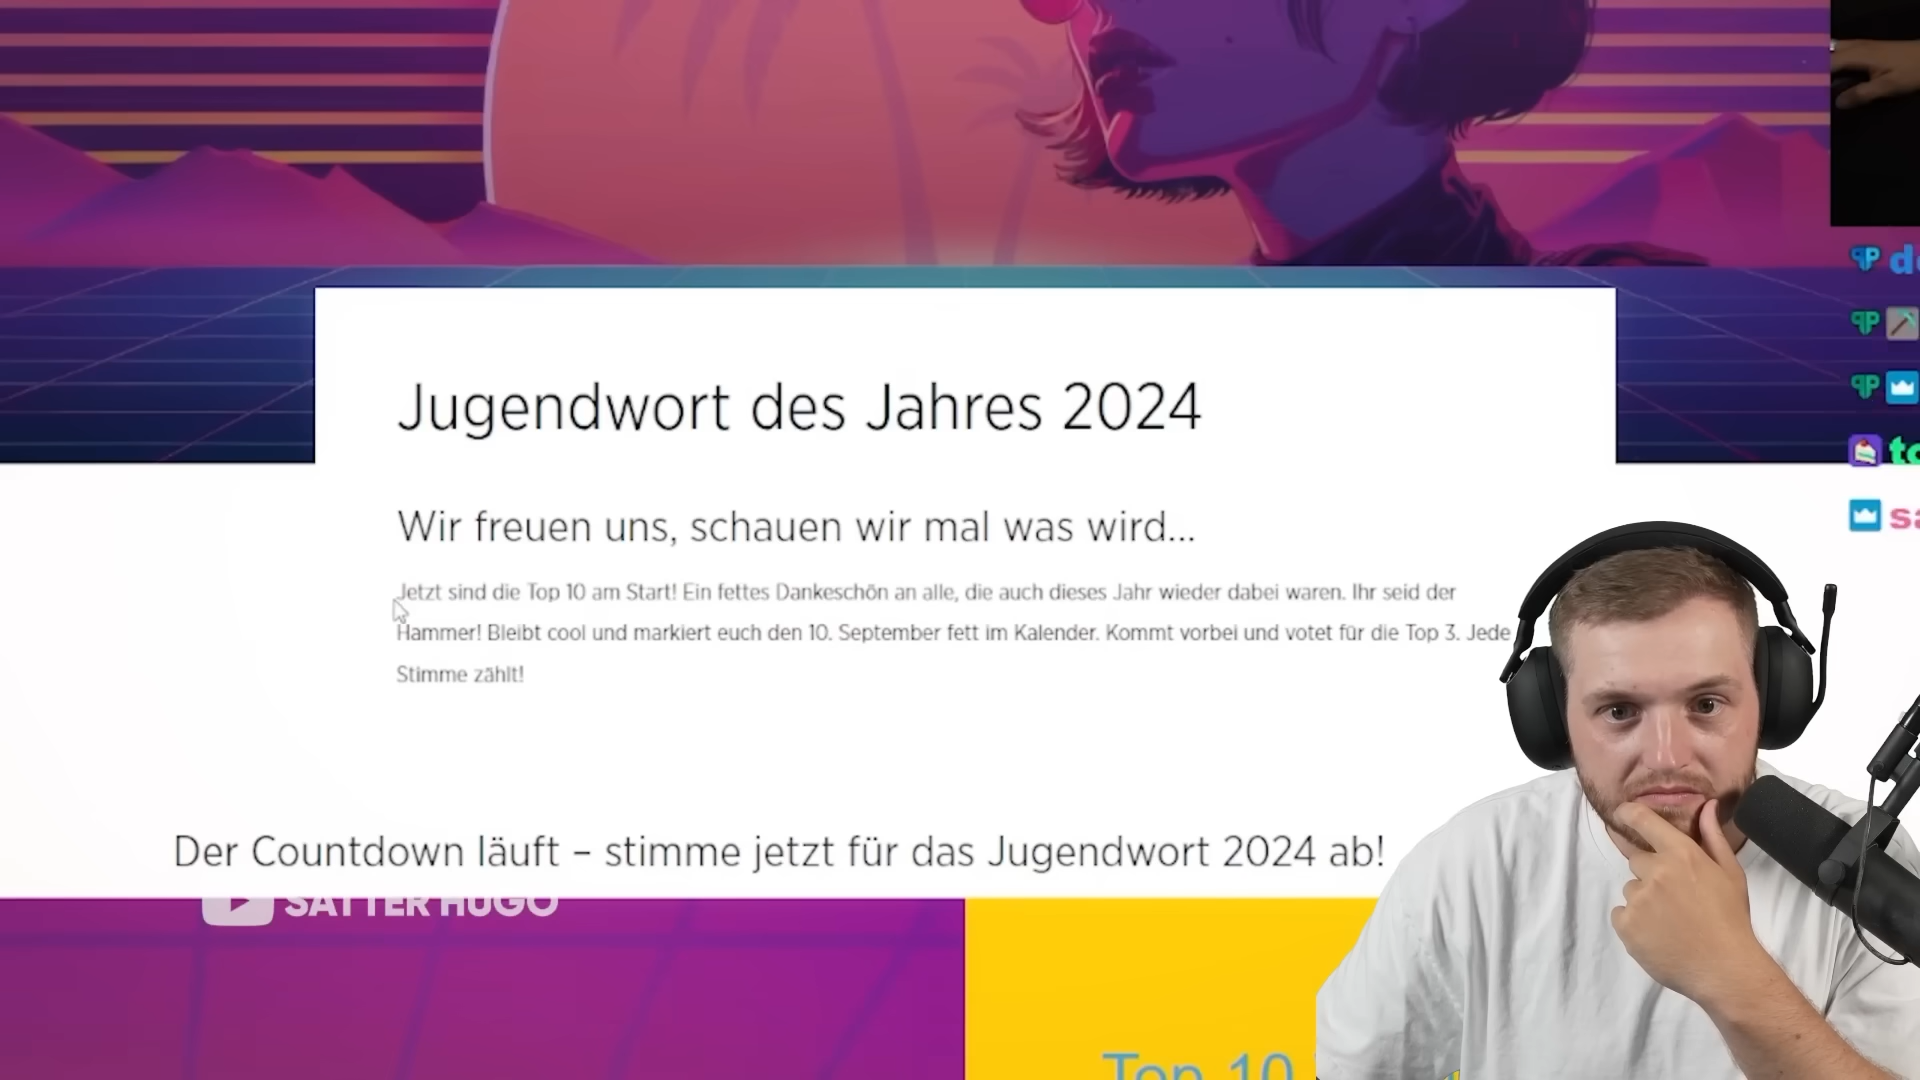 Jugendwort des Jahres 2024
Wir freuen uns, schauen wir mal was wird...
Jetzt sind die Top 10 am Start! Ein fettes Dankeschön an alle, die auch dieses Jahr wieder dabei waren. Ihr seid der
Hammer! Bleibt cool und markiert euch den 10. September fett im Kalender. Kommt vorbei und votet für die Top 3. Jede
Stimme zählt!
Der Countdown läuft – stimme jetzt für das Jugendwort 2024 ab!
SATTER HUGO
Top 10